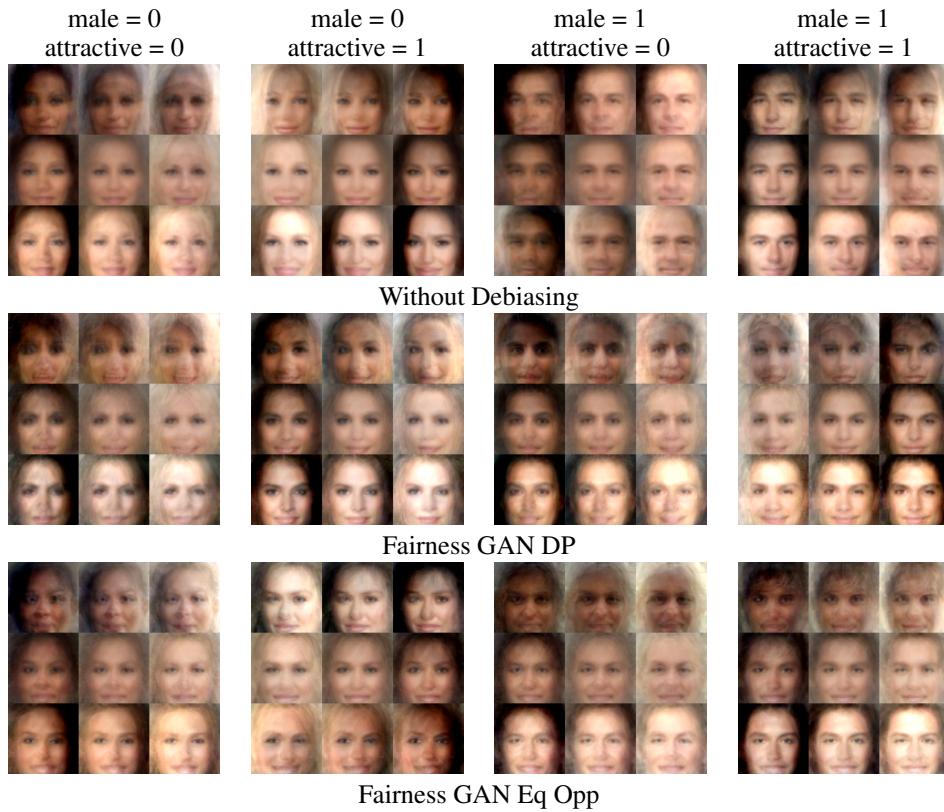 male = 0
attractive = 0
male = 0
attractive = 1
male = 1
attractive = 0
male = 1
attractive = 1
Without Debiasing
Fairness GAN DP
Fairness GAN Eq Opp